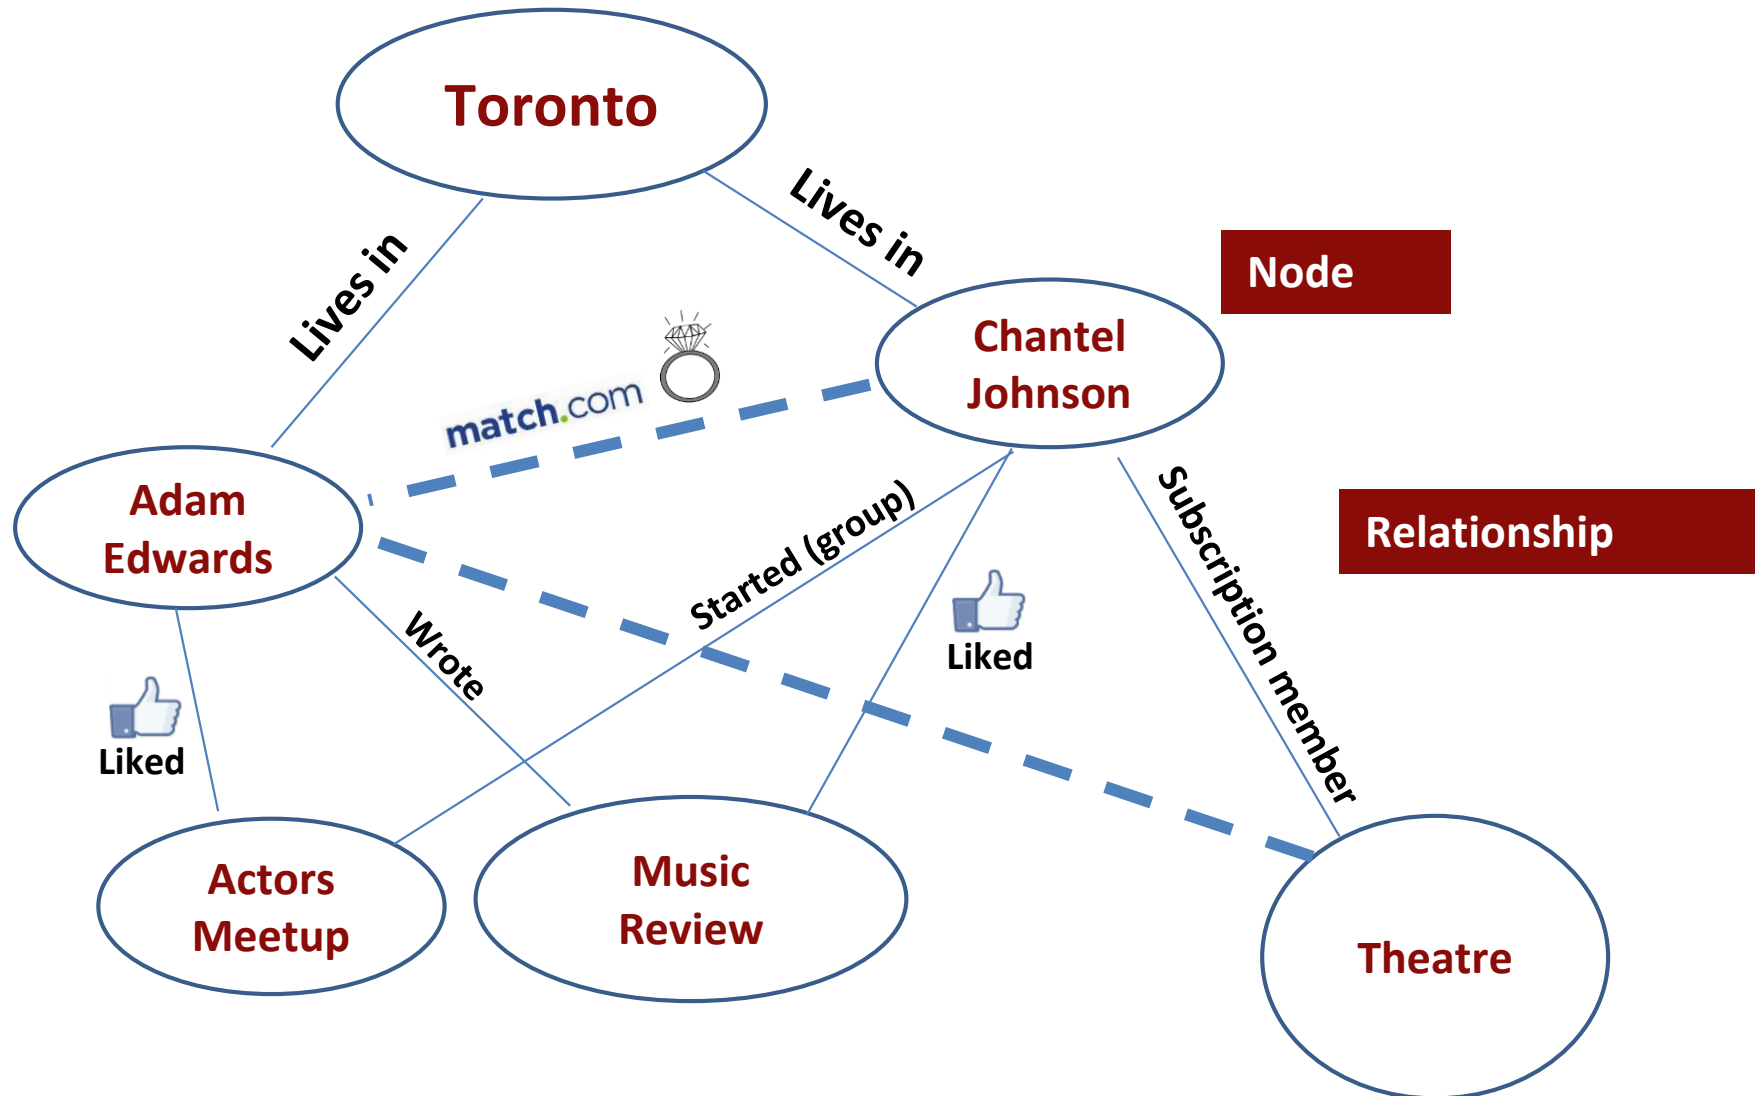 Toronto
Lives in
Lives in
Node
Chantel
Johnson
match.com
Adam
Edwards
Subscription member
Started (group)
Relationship
Wrote
Liked
Liked
Actors
Meetup
Music
Review
Theatre